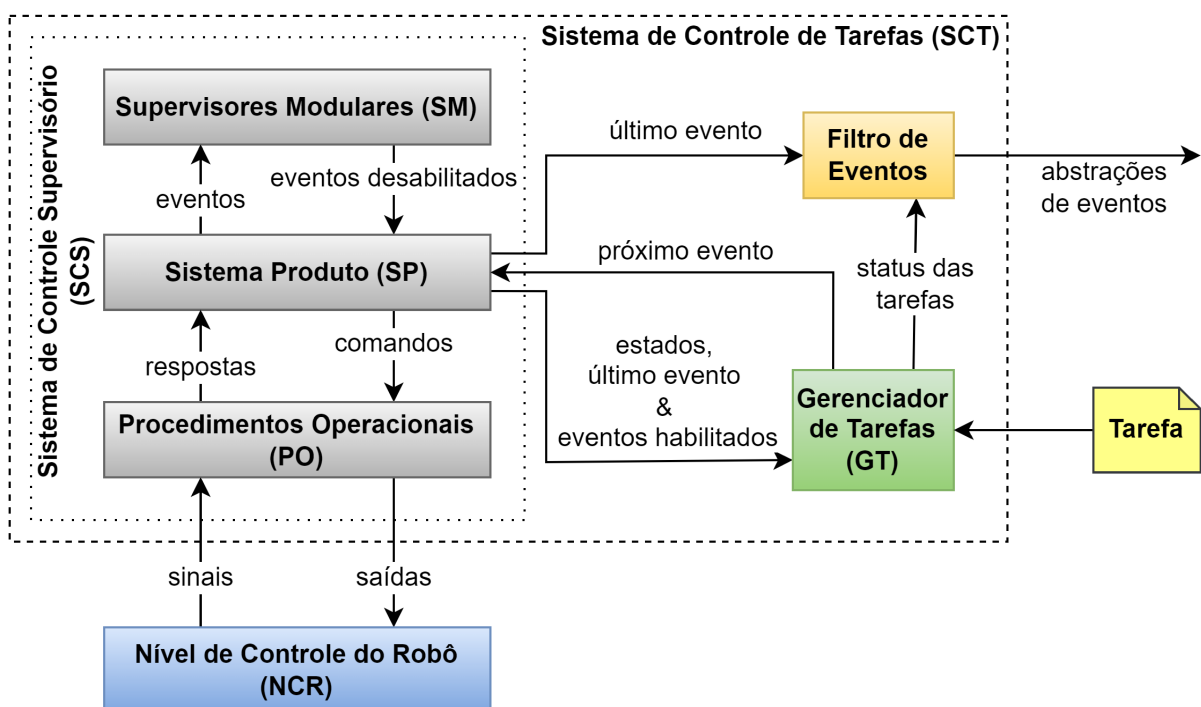 Sistema de Controle de Tarefas (SCT)
Sistema de Controle Supervisório
(SCS)
Supervisores Modulares (SM)
eventos
eventos desabilitados
Sistema Produto (SP)
respostas
comandos
Procedimentos Operacionais
(PO)
sinais
saídas
Nível de Controle do Robô
(NCR)
último evento
Filtro de
Eventos
abstrações
de eventos
próximo evento
status das
tarefas
estados,
último evento
&
eventos habilitados
Gerenciador
de Tarefas
(GT)
Tarefa